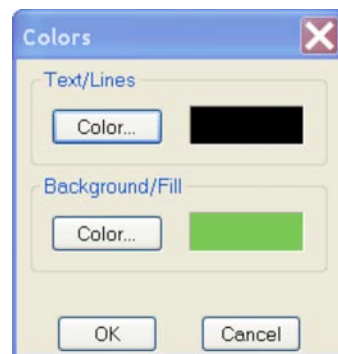 Colors
Text/Lines
Color...
Background/Fill
Color...
OK Cancel